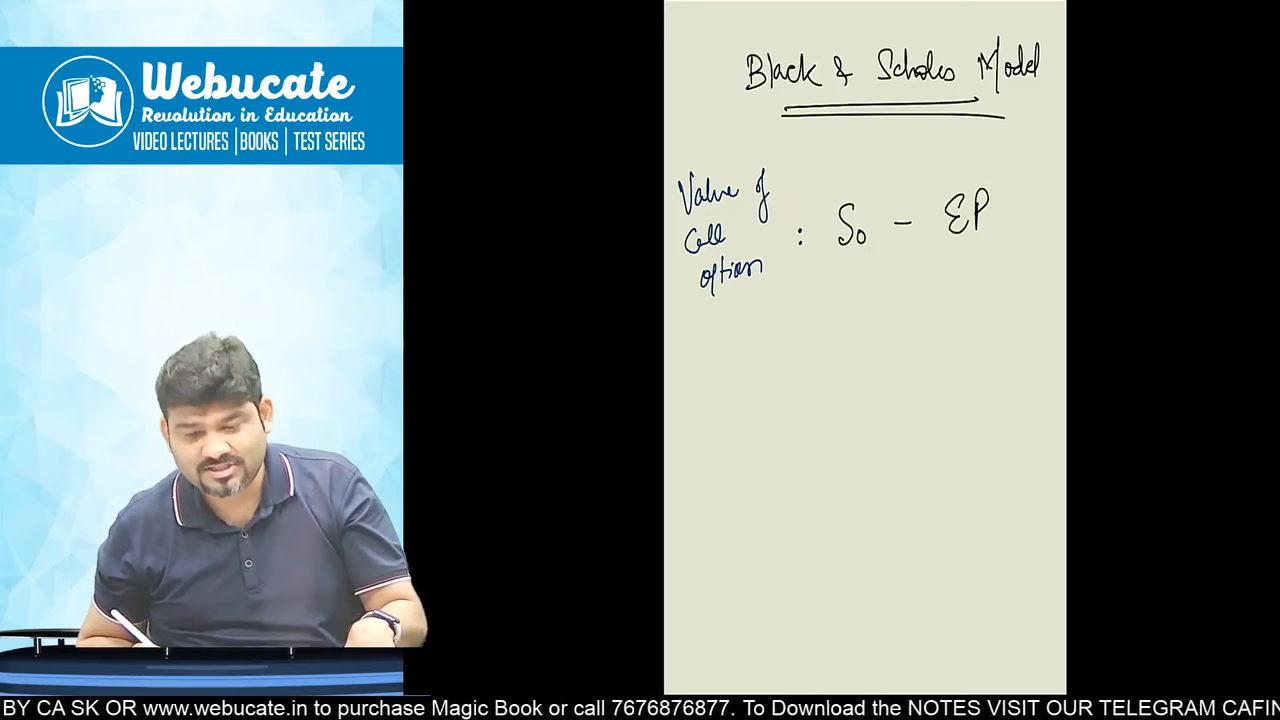 Webucate
Revolution in Education
VIDEO LECTURES | BOOKS | TEST SERIES
Black & Scholes Model
Value of
Call
option
: S₀ - EP
BY CA SK OR www.webucate.in to purchase Magic Book or call 7676876877. To Download the NOTES VISIT OUR TELEGRAM CAFIN